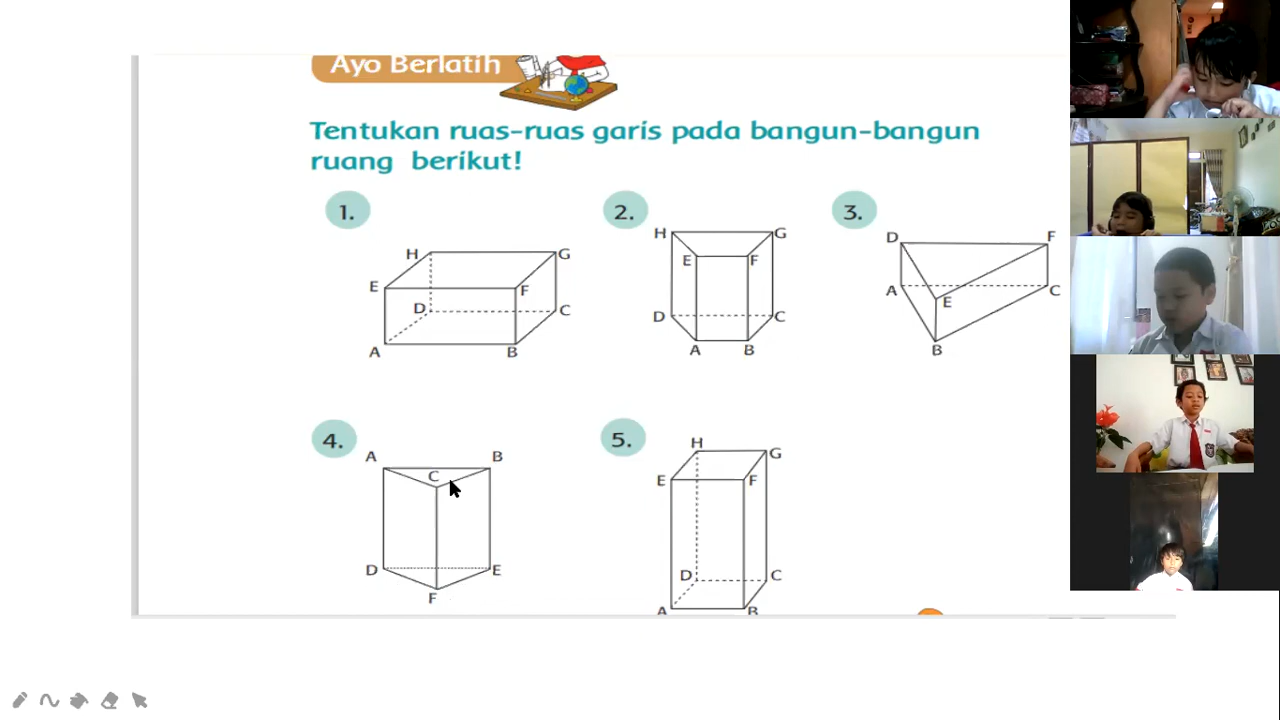 Ayo Berlatih
Tentukan ruas-ruas garis pada bangun-bangun
ruang berikut!
1.
H
G
E
F
D
C
A
B
2.
H
G
E
F
D
C
A
B
3.
D
F
A
E
C
B
4.
A
B
C
D
E
F
5.
H
G
E
F
D
C
A
B